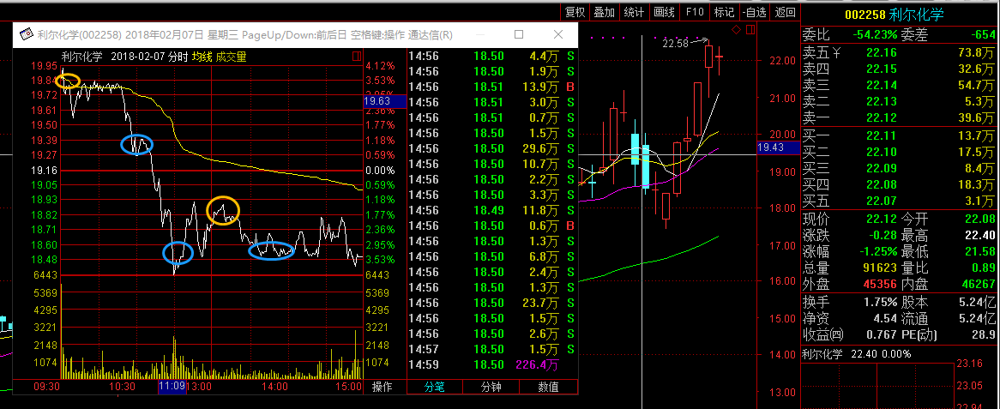 复权 叠加 统计 画线 F10 标记 -自选 返回
002258 利尔化学
利尔化学(002258) 2018年02月07日 星期三 PageUp/Down:前后日 空格键:操作 通达信(R)
利尔化学 2018-02-07 分时 均线 成交量
19.95
19.84
19.72
19.61
19.50
19.39
19.27
19.16
19.05
18.93
18.82
18.71
18.60
18.48
6443
5369
4295
3221
2148
1074
4.12%
3.53%
2.95%
19.63
2.36%
1.77%
1.18%
0.59%
0.00%
0.59%
1.18%
1.77%
2.36%
2.95%
3.53%
6443
5369
4295
3221
2148
1074
09:30 10:30 11:09 13:00 14:00 15:00 操作
14:56 18.50 4.4万 S
14:56 18.50 1.9万 S
14:56 18.51 13.9万 B
14:56 18.51 3.0万 S
14:56 18.51 0.7万 S
14:56 18.50 1.5万 S
14:56 18.50 29.6万 S
14:56 18.50 10.7万 S
14:56 18.50 2.2万 S
14:56 18.50 3.3万 S
14:56 18.49 11.8万 S
14:56 18.50 0.6万 B
14:56 18.50 1.3万 S
14:56 18.50 6.8万 S
14:56 18.50 2.4万 S
14:56 18.50 1.3万 S
14:56 18.50 23.7万 S
14:56 18.50 1.5万 S
14:56 18.50 2.6万 S
14:57 18.50 1.5万 S
14:59 18.50 226.4万
分笔 分钟 数值
22.58
22.00
21.00
20.00
19.43
19.00
18.00
17.00
16.00
15.00
14.00
13.00
委比 -54.23% 委差 -654
卖五¥ 22.16 73.8万
卖四 22.15 32.6万
卖三 22.14 54.7万
卖二 22.13 5.3万
卖一 22.12 39.6万
买一 22.11 13.7万
买二 22.10 17.5万
买三 22.09 8.4万
买四 22.08 18.3万
买五 22.07 3.1万
现价 22.12 今开 22.08
涨跌 -0.28 最高 22.40
涨幅 -1.25% 最低 21.58
总量 91623 量比 0.89
外盘 45356 内盘 46267
换手 1.75% 股本 5.24亿
净资 4.54 流通 5.24亿
收益㈣ 0.767 PE(动) 28.9
利尔化学 22.40 0.00%
23.16
23.05
22.94